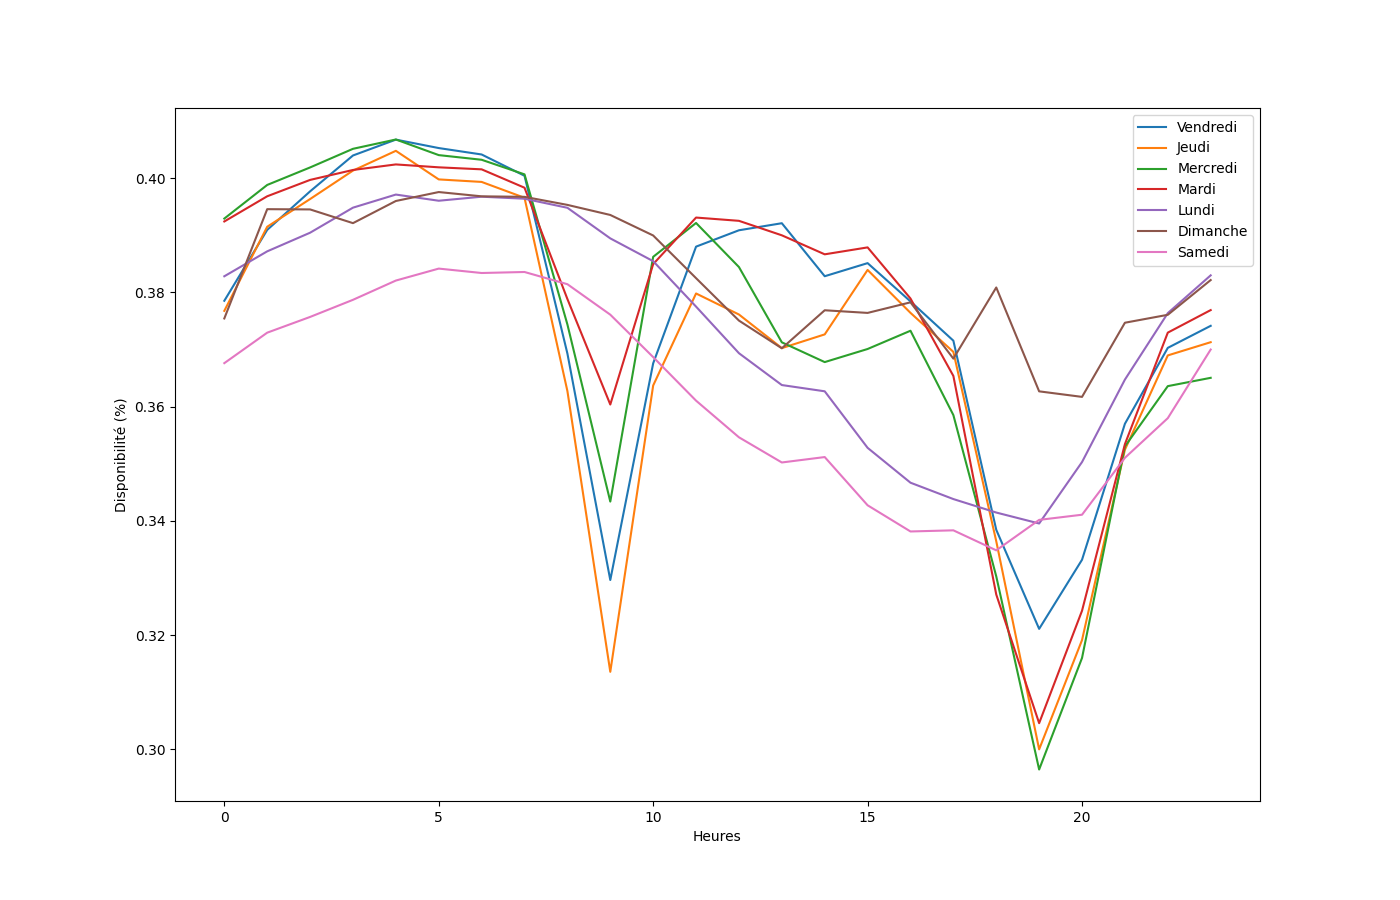 Disponibilité (%)
0.40
0.38
0.36
0.34
0.32
0.30
0
5
10
15
20
Heures
Vendredi
Jeudi
Mercredi
Mardi
Lundi
Dimanche
Samedi